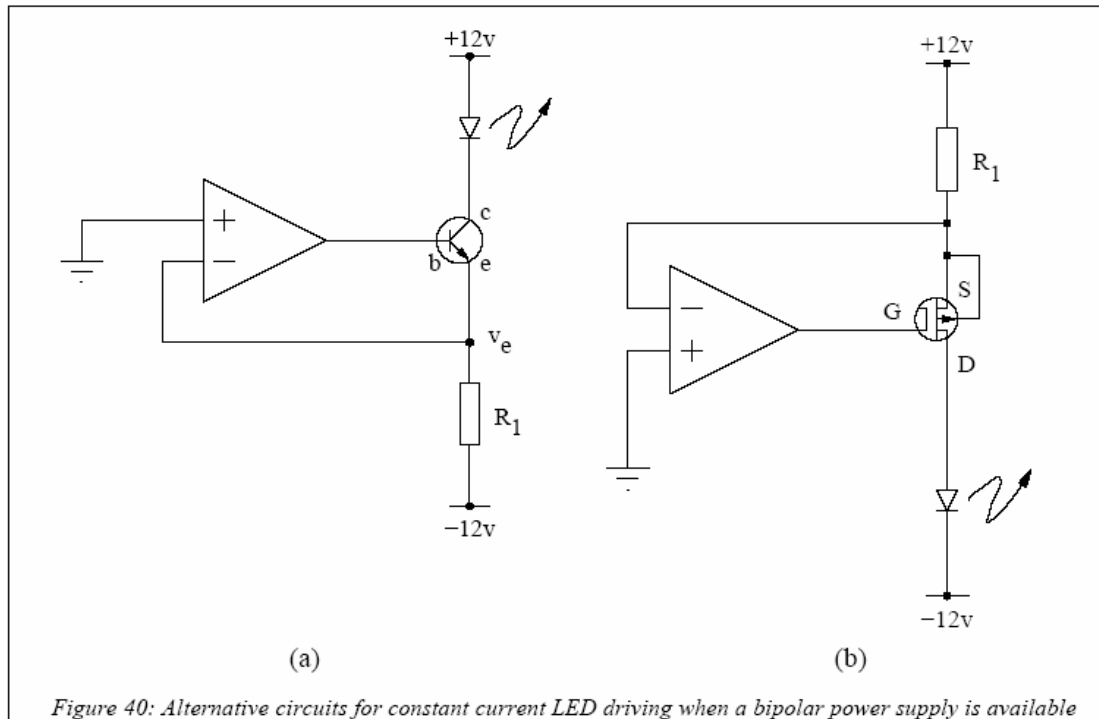 +12v
c
b
e
+
−
v_e
R_1
−12v
(a)
+12v
R_1
S
G
D
−
+
−12v
(b)
Figure 40: Alternative circuits for constant current LED driving when a bipolar power supply is available